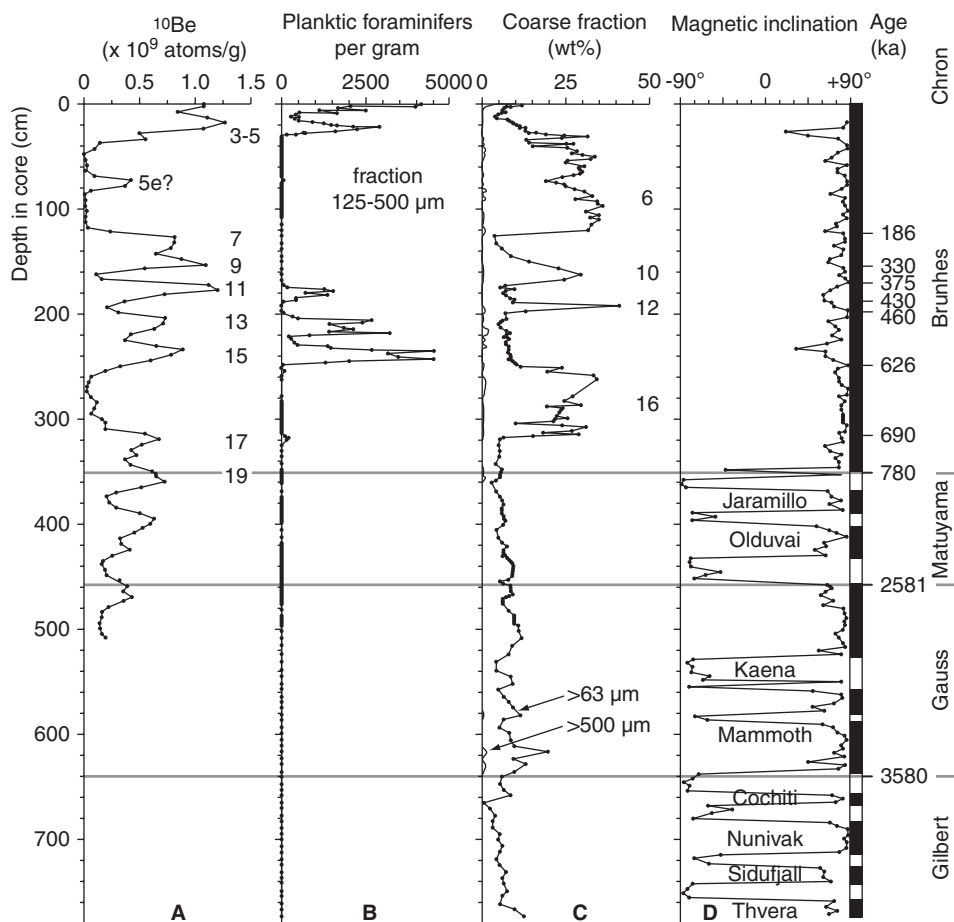 10Be
(x 10⁹ atoms/g)
0 0.5 1.0 1.5
Planktic foraminifers
per gram
0 5000
Coarse fraction
(wt%)
0 25 50
Magnetic inclination
-90° 0 +90°
Age
(ka)
Chron
Depth in core (cm)
0
100
200
300
400
500
600
700
3-5
5e?
7
9
11
13
15
17
19
A
fraction
125-500 µm
B
6
10
12
16
>63 µm
>500 µm
C
Jaramillo
Olduvai
Kaena
Mammoth
Cochiti
Nunivak
Sidufjall
Thvera
D
186
330
375
430
460
626
690
780
2581
3580
Brunhes
Matuyama
Gauss
Gilbert